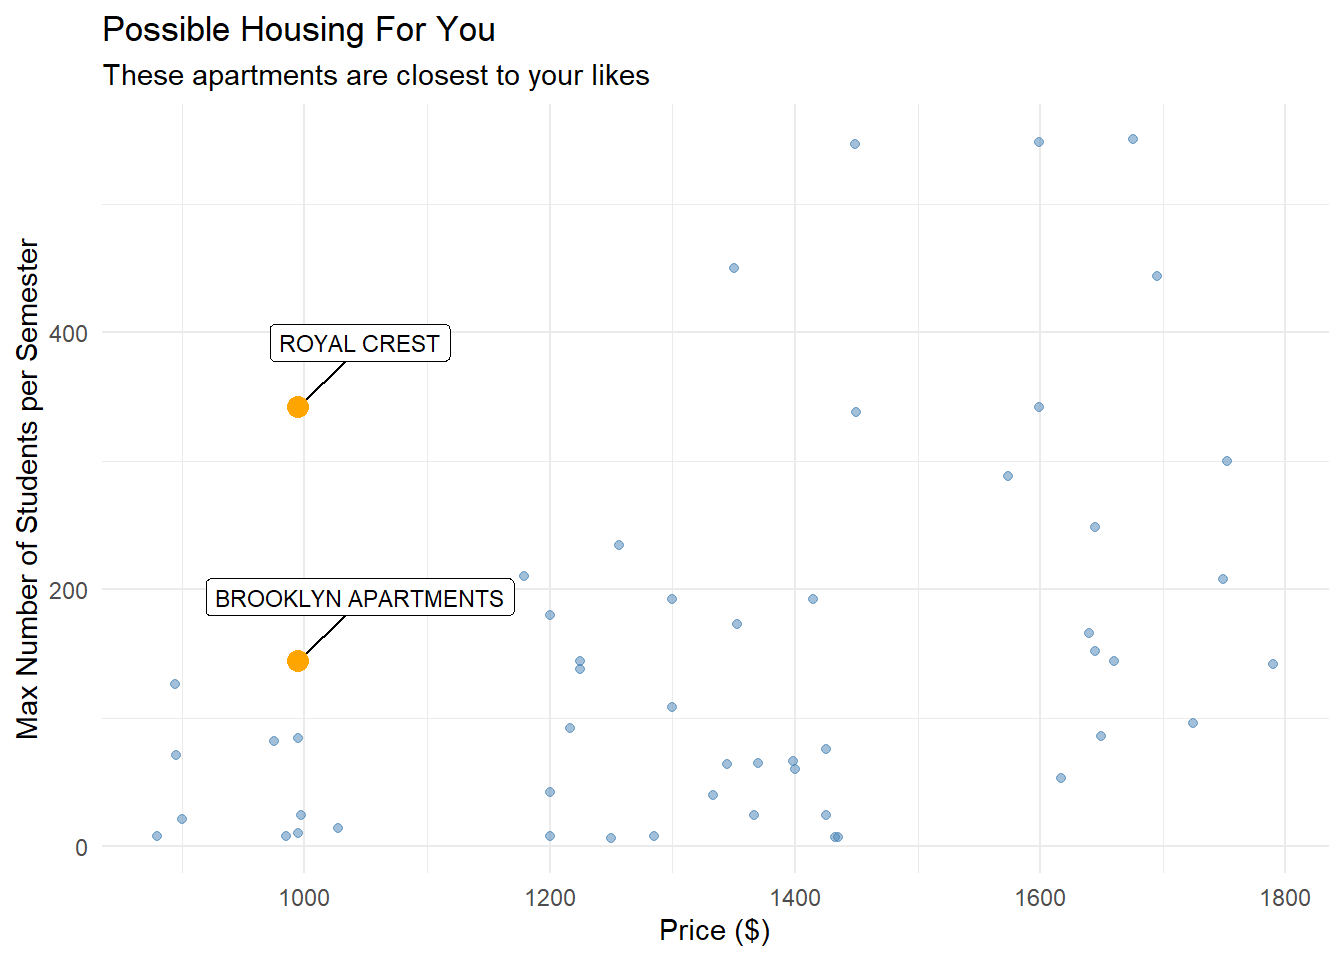 Possible Housing For You
These apartments are closest to your likes
Max Number of Students per Semester
400
200
0
ROYAL CREST
BROOKLYN APARTMENTS
1000
1200
1400
1600
1800
Price ($)